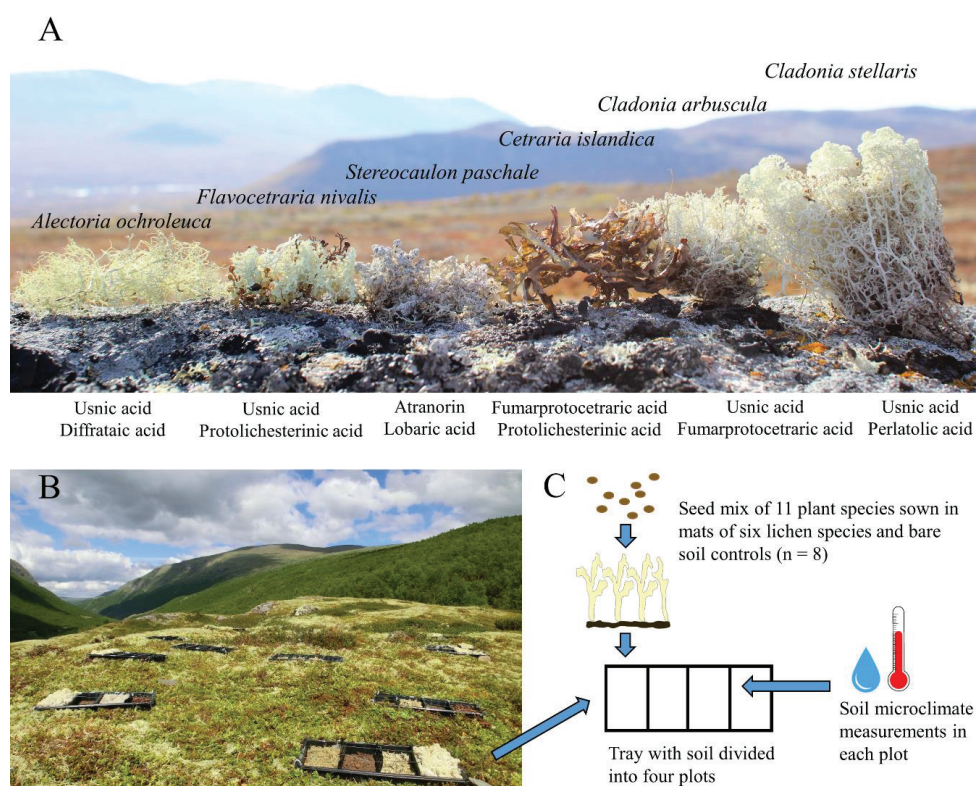 A
Cladonia stellaris
Cladonia arbuscula
Cetraria islandica
Stereocaulon paschale
Flavocetraria nivalis
Alectoria ochroleuca
Usnic acid
Diffrataic acid
Usnic acid
Protolichesterinic acid
Atranorin
Lobaric acid
Fumarprotocetraric acid
Protolichesterinic acid
Usnic acid
Fumarprotocetraric acid
Usnic acid
Perlatolic acid
B
C
Seed mix of 11 plant species sown in
mats of six lichen species and bare
soil controls (n = 8)
Tray with soil divided
into four plots
Soil microclimate
measurements in
each plot